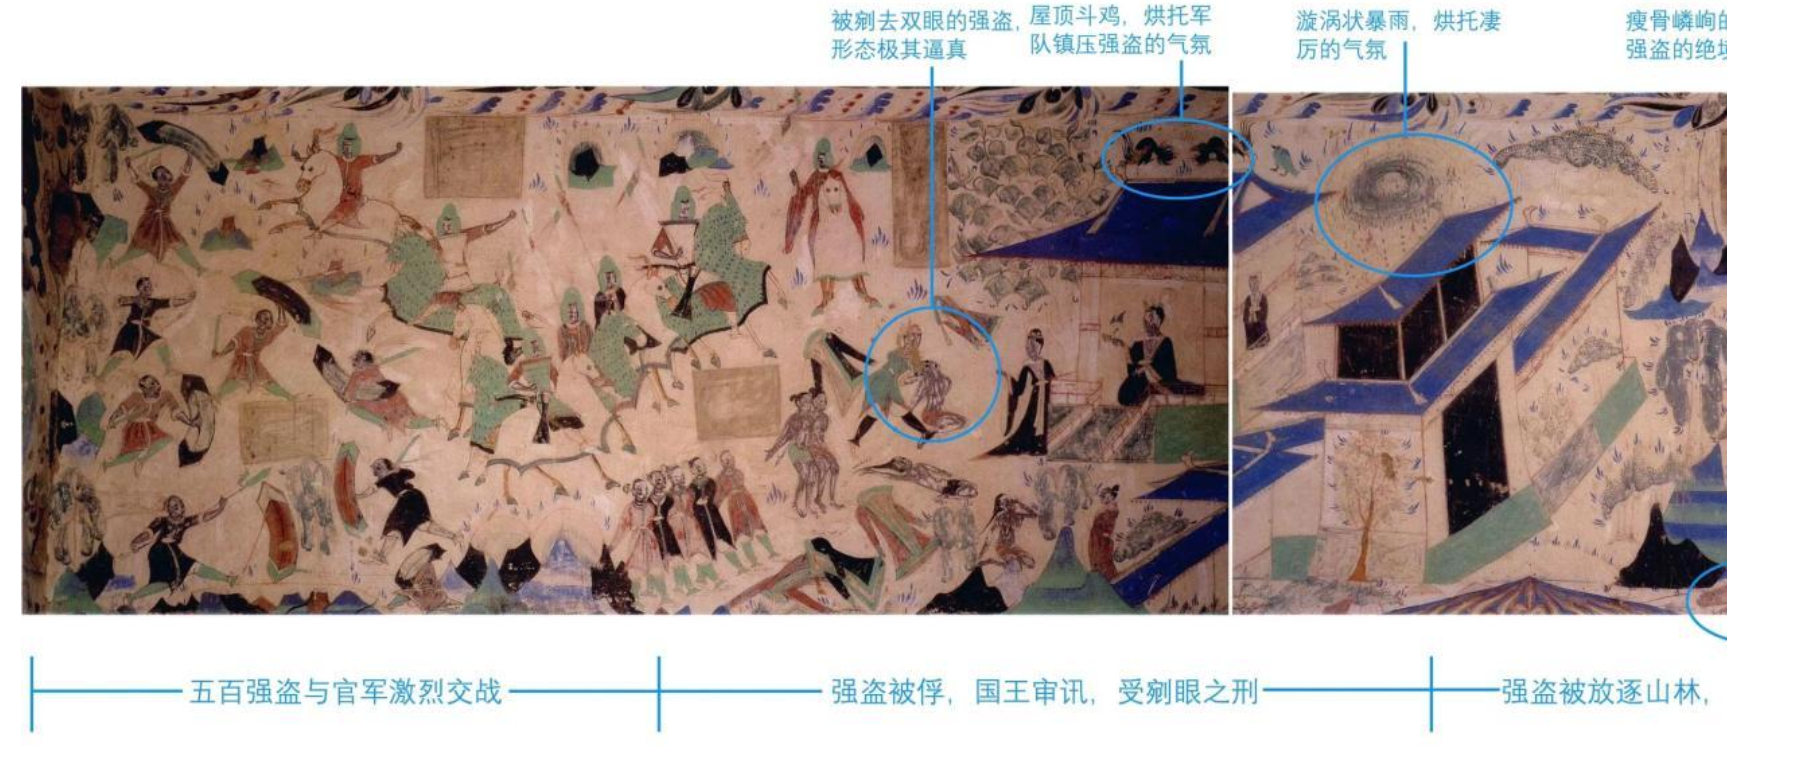 被剜去双眼的强盗，
形态极其逼真
屋顶斗鸡，烘托军
队镇压强盗的气氛
漩涡状暴雨，烘托凄
厉的气氛
瘦骨嶙峋的
强盗的绝
五百强盗与官军激烈交战
强盗被俘，国王审讯，受剜眼之刑
强盗被放逐山林，